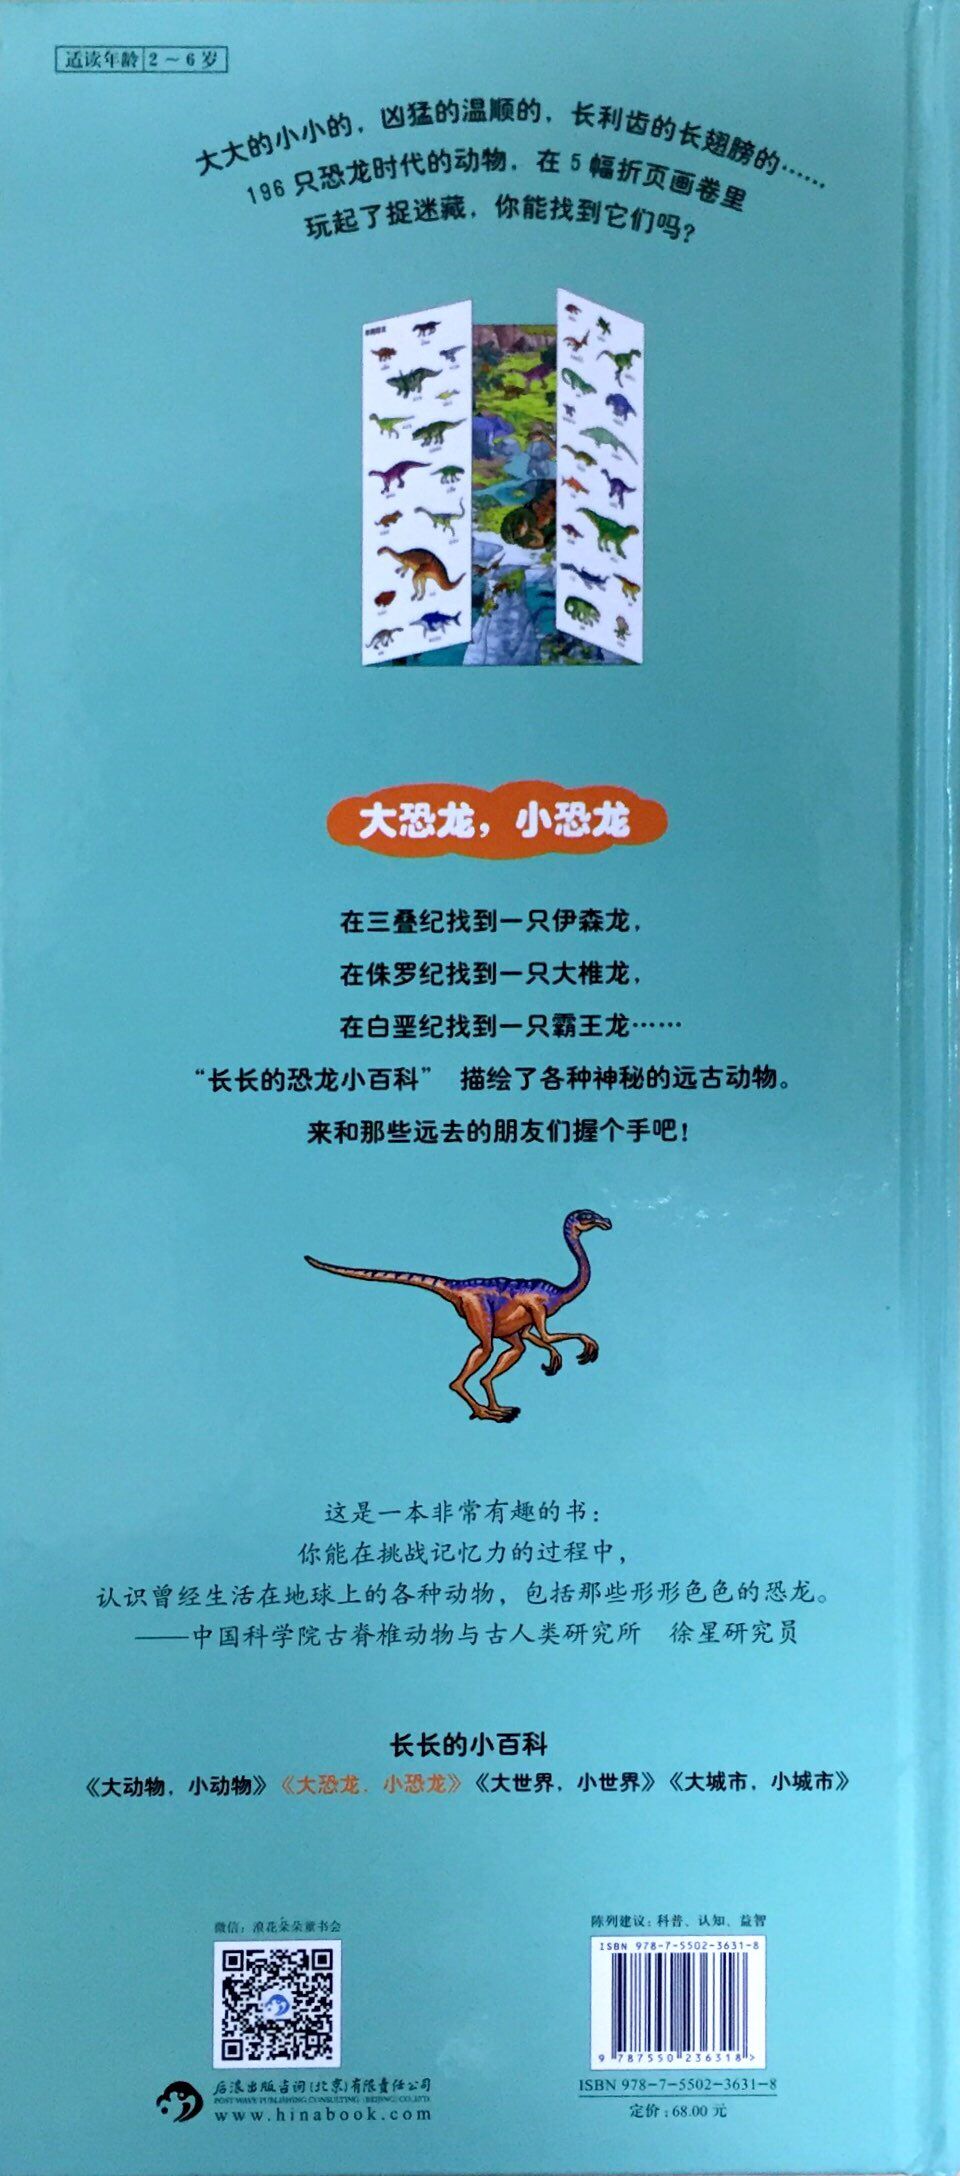 适读年龄 2～6岁
大大的小小的，凶猛的温顺的，长利齿的长翅膀的……
196只恐龙时代的动物，在5幅折页画卷里
玩起了捉迷藏，你能找到它们吗？
大恐龙，小恐龙
在三叠纪找到一只伊森龙，
在侏罗纪找到一只大椎龙，
在白垩纪找到一只霸王龙……
“长长的恐龙小百科” 描绘了各种神秘的远古动物。
来和那些远去的朋友们握个手吧！
这是一本非常有趣的书：
你能在挑战记忆力的过程中，
认识曾经生活在地球上的各种动物，包括那些形形色色的恐龙。
——中国科学院古脊椎动物与古人类研究所 徐星研究员
长长的小百科
《大动物，小动物》《大恐龙，小恐龙》《大世界，小世界》《大城市，小城市》
微信：浪花朵朵童书会
陈列建议：科普、认知、益智
ISBN 978-7-5502-3631-8
9 787550 236318 >
后浪出版咨询(北京)有限责任公司
POST WAVE PUBLISHING CONSULTING (BEIJING) CO.,LTD.
www.hinabook.com
ISBN 978-7-5502-3631-8
定价：68.00元